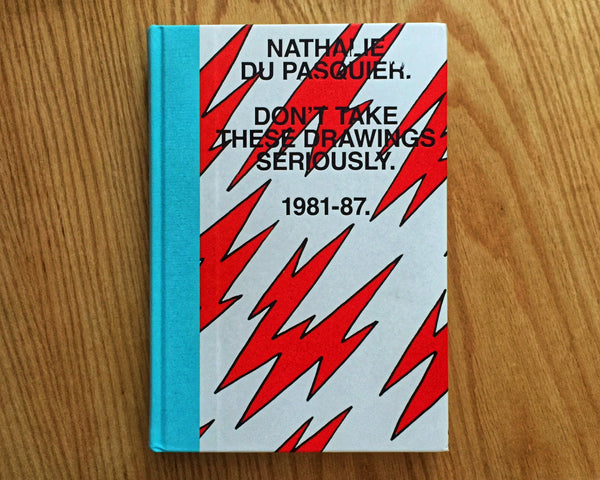 NATHALIE
DU PASQUIER.
DON'T TAKE
THESE DRAWINGS
SERIOUSLY.
1981-87.